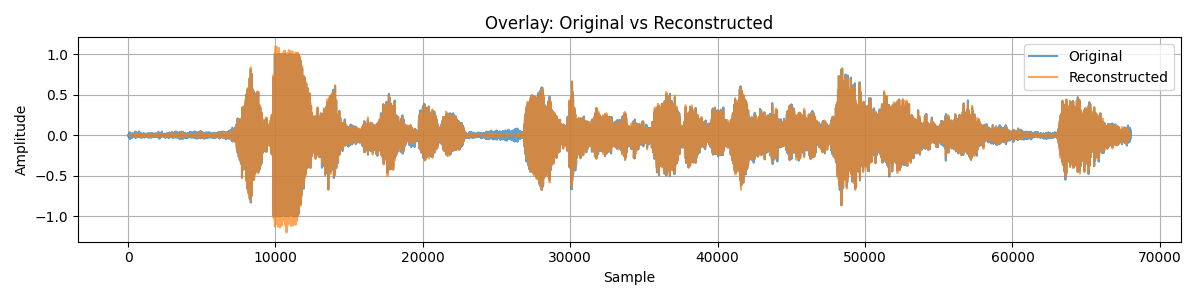 Overlay: Original vs Reconstructed
Original
Reconstructed
Amplitude
1.0
0.5
0.0
−0.5
−1.0
0 10000 20000 30000 40000 50000 60000 70000
Sample